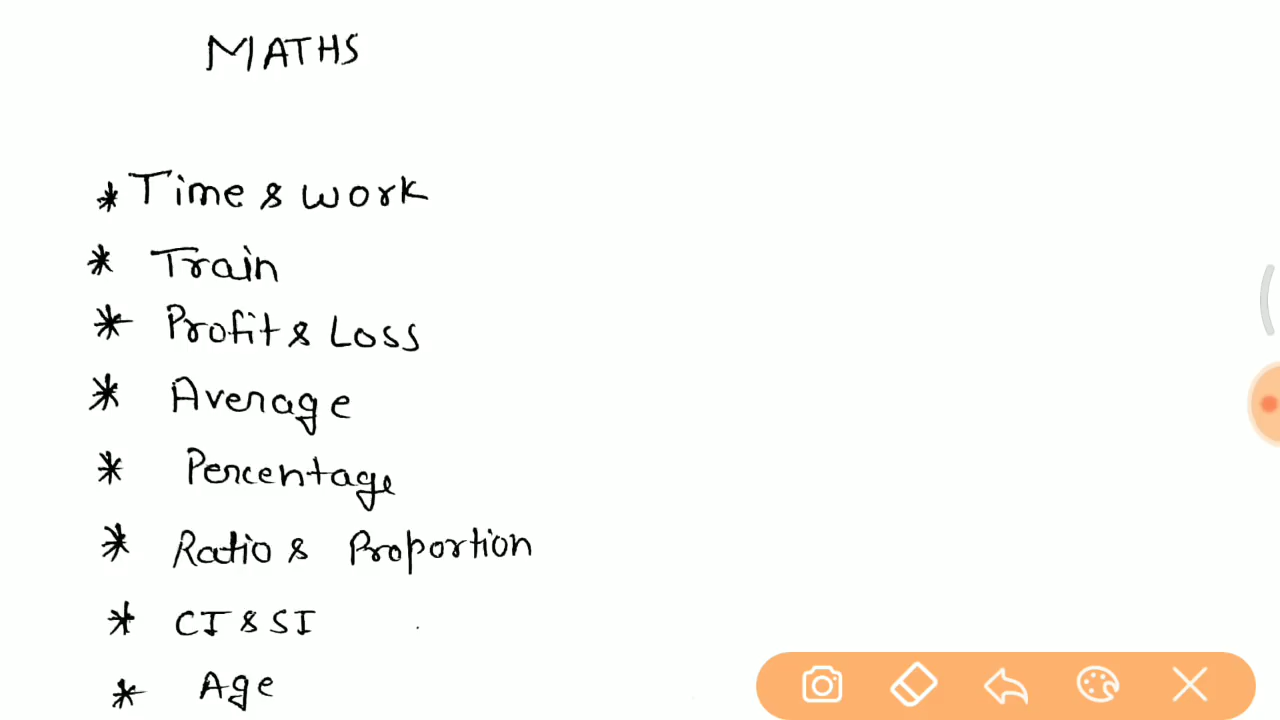 MATHS
* Time & work
* Train
* Profit & Loss
* Average
* Percentage
* Ratio & Proportion
* CI & SI
* Age